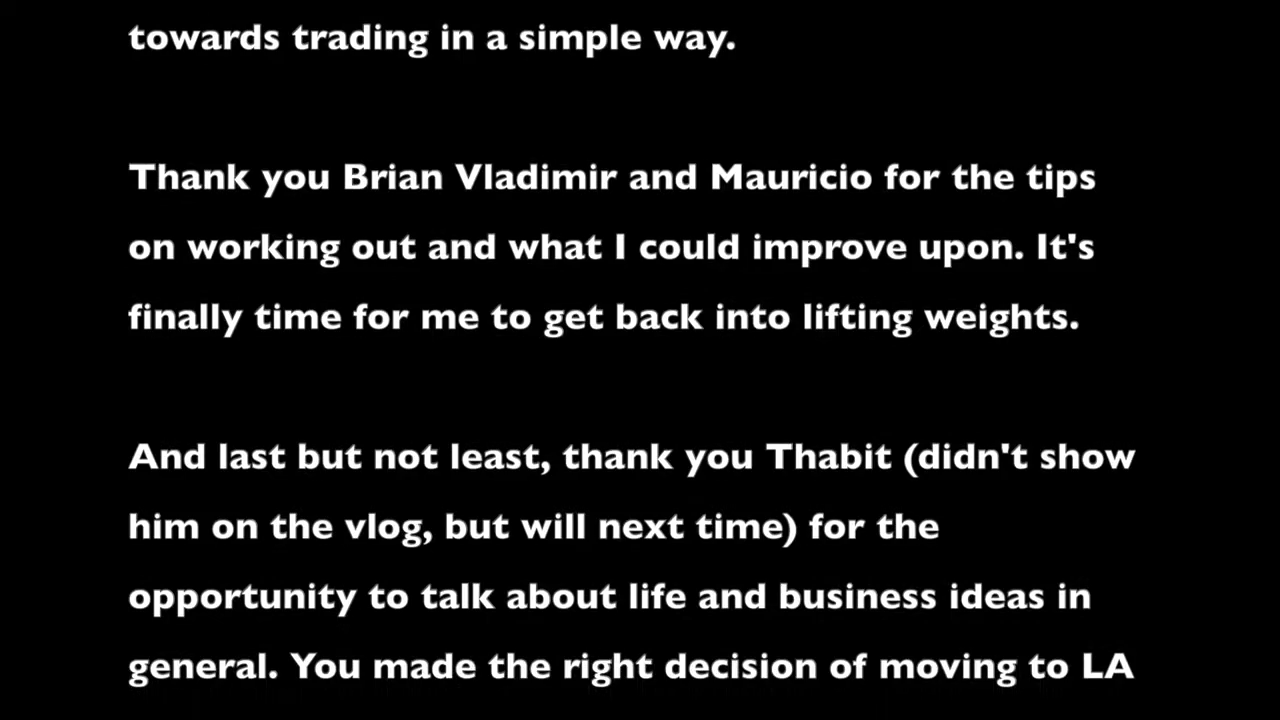 towards trading in a simple way.
Thank you Brian Vladimir and Mauricio for the tips
on working out and what I could improve upon. It's
finally time for me to get back into lifting weights.
And last but not least, thank you Thabit (didn't show
him on the vlog, but will next time) for the
opportunity to talk about life and business ideas in
general. You made the right decision of moving to LA